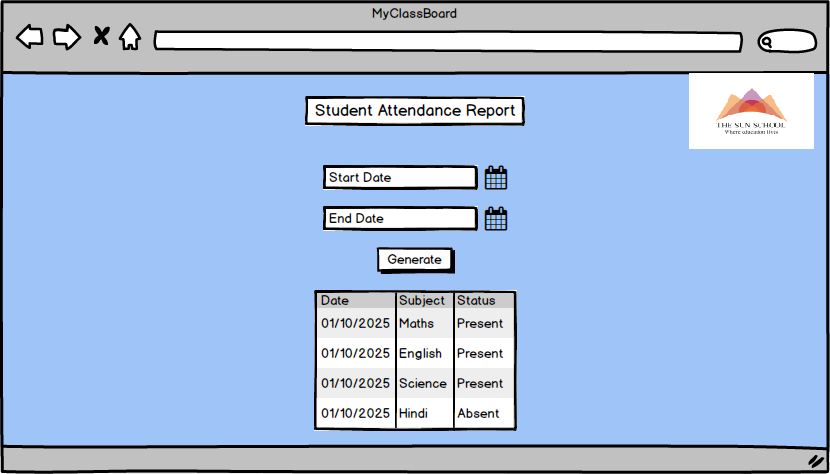 MyClassBoard
THE SUN SCHOOL
Where education lives
Student Attendance Report
Start Date
End Date
Generate
Date Subject Status
01/10/2025 Maths Present
01/10/2025 English Present
01/10/2025 Science Present
01/10/2025 Hindi Absent